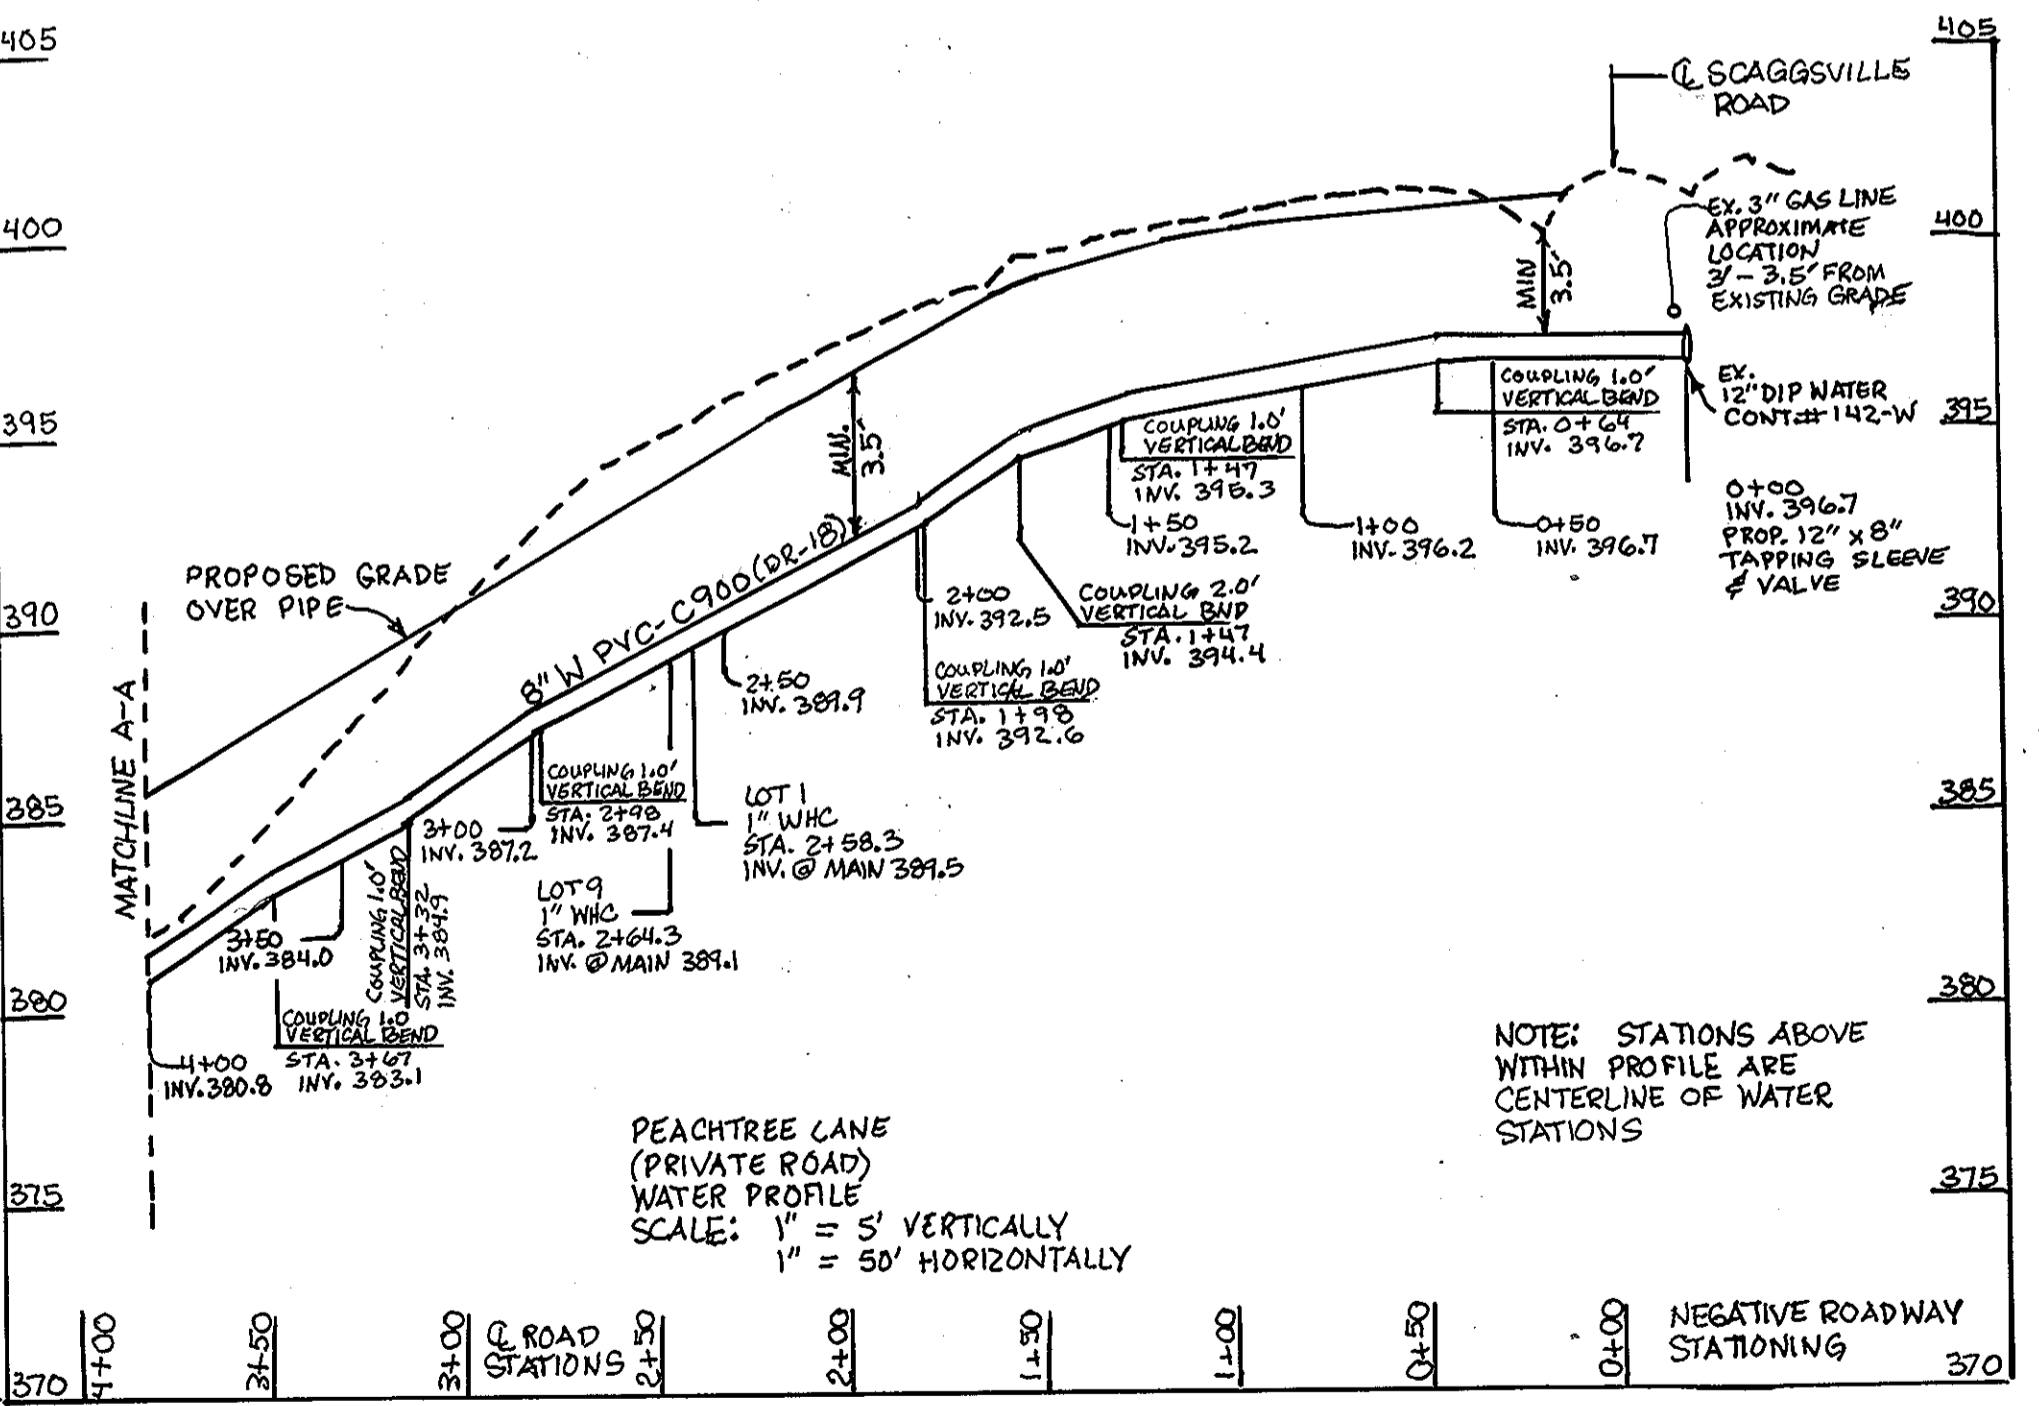 405
405
℄ SCAGGSVILLE
ROAD
EX. 3" GAS LINE
APPROXIMATE
LOCATION
3'-3.5' FROM
EXISTING GRADE
400
400
MIN
3.5'
EX.
12" DIP WATER
CONT.# 142-W
395
395
COUPLING 1.0'
VERTICAL BEND
STA. 0+64
INV. 396.7
COUPLING 1.0'
VERTICAL BEND
STA. 1+47
INV. 395.3
MIN.
3.5'
0+00
INV. 396.7
PROP. 12" x 8"
TAPPING SLEEVE
& VALVE
1+50
INV. 395.2
1+00
INV. 396.2
0+50
INV. 396.7
PROPOSED GRADE
OVER PIPE
8" W PVC-C900 (DR-18)
2+00
INV. 392.5
COUPLING 2.0'
VERTICAL BND
STA. 1+47
INV. 394.4
390
390
2+50
INV. 389.9
COUPLING 1.0'
VERTICAL BEND
STA. 1+98
INV. 392.6
MATCHLINE A-A
COUPLING 1.0'
VERTICAL BEND
STA. 2+98
INV. 387.4
LOT 1
1" WHC
STA. 2+58.3
INV. @ MAIN 389.5
385
385
3+00
INV. 387.2
COUPLING 1.0'
VERTICAL BEND
STA. 3+32
INV. 384.9
LOT 9
1" WHC
STA. 2+64.3
INV. @ MAIN 389.1
3+50
INV. 384.0
380
380
COUPLING 1.0
VERTICAL BEND
STA. 3+67
INV. 383.1
4+00
INV. 380.8
NOTE: STATIONS ABOVE
WITHIN PROFILE ARE
CENTERLINE OF WATER
STATIONS
PEACHTREE LANE
(PRIVATE ROAD)
WATER PROFILE
SCALE: 1" = 5' VERTICALLY
1" = 50' HORIZONTALLY
375
375
4+00
3+50
3+00
℄ ROAD
STATIONS
2+50
2+00
1+50
1+00
0+50
0+00
NEGATIVE ROADWAY
STATIONING
370
370